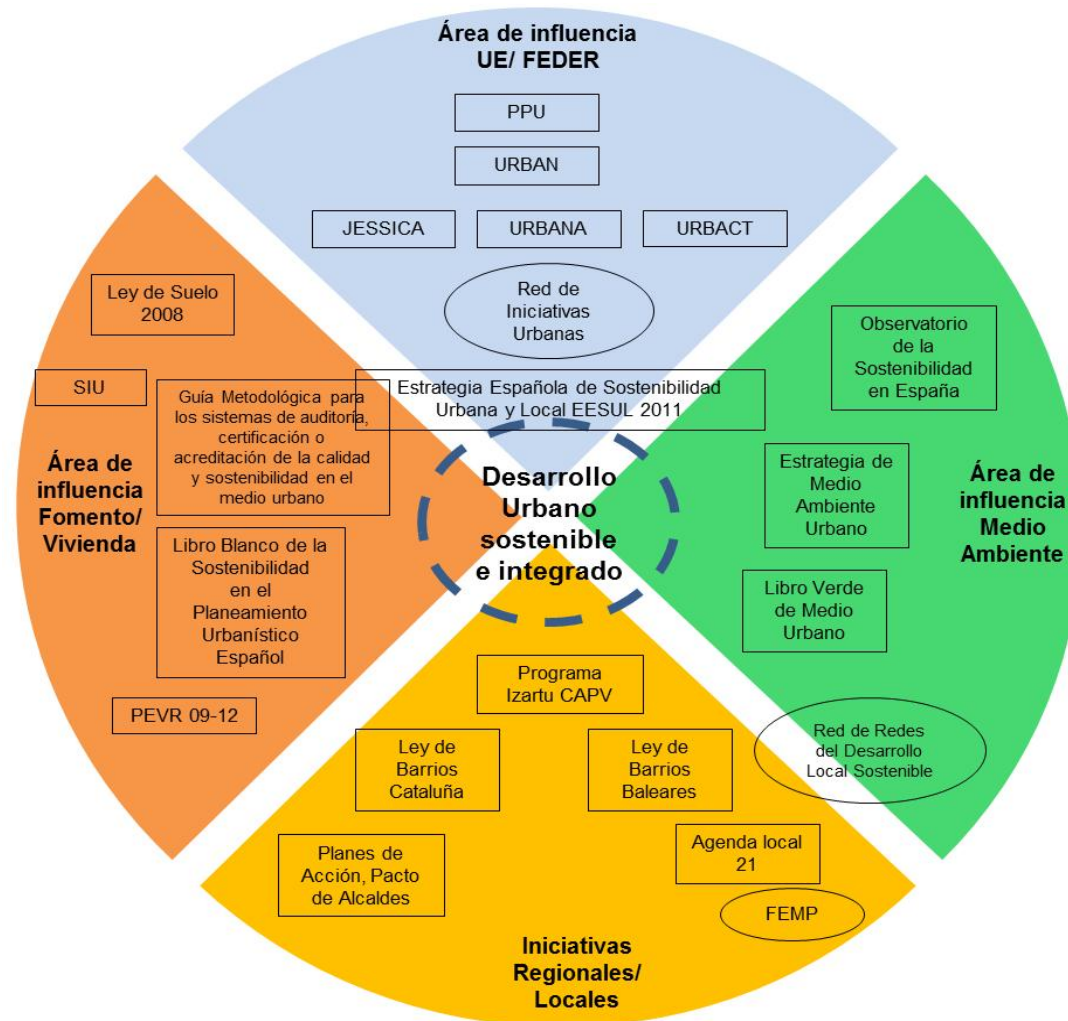 Área de influencia
UE/ FEDER
PPU
URBAN
JESSICA
URBANA
URBACT
Red de
Iniciativas
Urbanas
Estrategia Española de Sostenibilidad
Urbana y Local EESUL 2011
Ley de Suelo
2008
SIU
Guía Metodológica para
los sistemas de auditoría,
certificación o
acreditación de la calidad
y sostenibilidad en el
medio urbano
Área de
influencia
Fomento/
Vivienda
Libro Blanco de la
Sostenibilidad
en el
Planeamiento
Urbanístico
Español
PEVR 09-12
Desarrollo
Urbano
sostenible
e integrado
Observatorio
de la
Sostenibilidad
en España
Estrategia de
Medio
Ambiente
Urbano
Área de
influencia
Medio
Ambiente
Libro Verde
de Medio
Urbano
Red de Redes
del Desarrollo
Local Sostenible
Programa
Izartu CAPV
Ley de
Barrios
Cataluña
Ley de
Barrios
Baleares
Planes de
Acción, Pacto
de Alcaldes
Agenda local
21
FEMP
Iniciativas
Regionales/
Locales